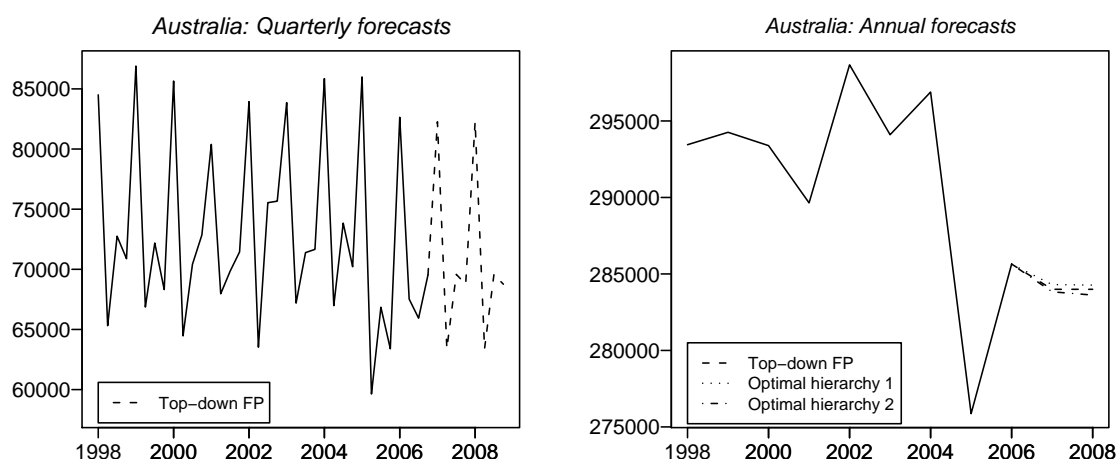 Australia: Quarterly forecasts
85000
80000
75000
70000
65000
60000
Top−down FP
1998 2000 2002 2004 2006 2008
Australia: Annual forecasts
295000
290000
285000
280000
275000
Top−down FP
Optimal hierarchy 1
Optimal hierarchy 2
1998 2000 2002 2004 2006 2008